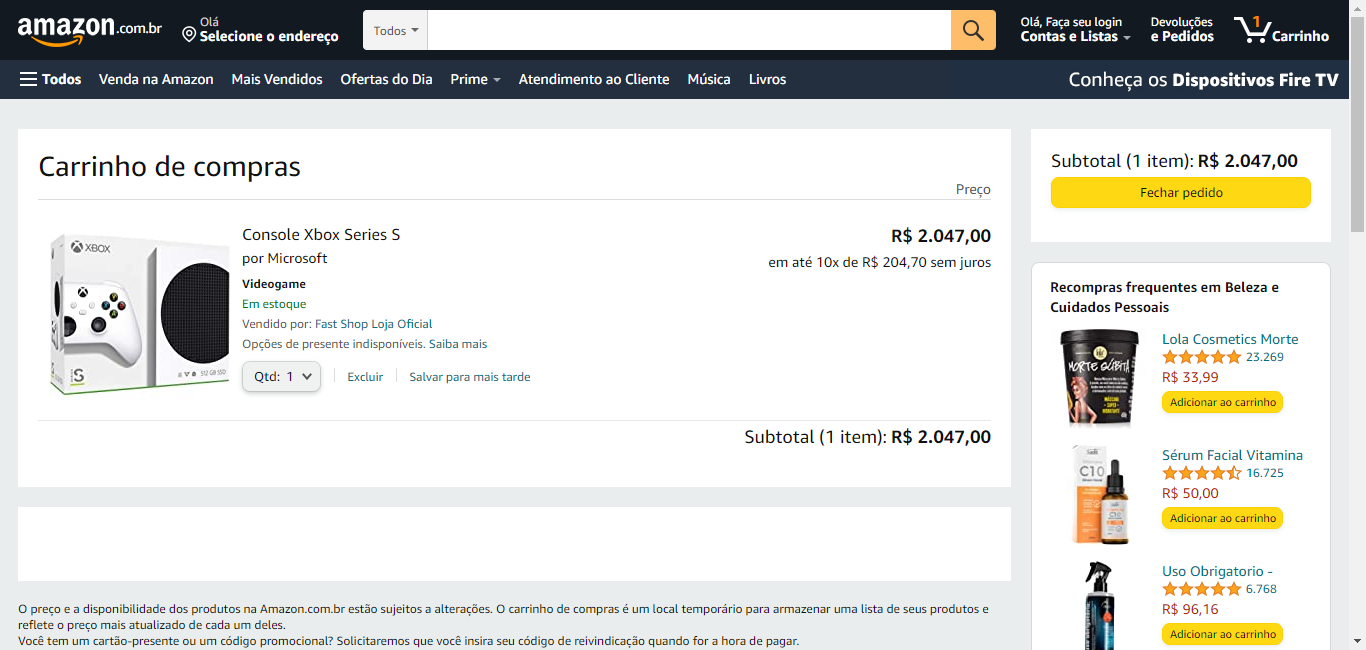 amazon.com.br
Olá
Selecione o endereço
Todos
Olá, Faça seu login
Contas e Listas
Devoluções
e Pedidos
1
Carrinho
Todos
Venda na Amazon
Mais Vendidos
Ofertas do Dia
Prime
Atendimento ao Cliente
Música
Livros
Conheça os Dispositivos Fire TV
Carrinho de compras
Preço
XBOX
S
512 GB SSD
Console Xbox Series S
por Microsoft
Videogame
Em estoque
Vendido por: Fast Shop Loja Oficial
Opções de presente indisponíveis. Saiba mais
Qtd: 1
Excluir
Salvar para mais tarde
R$ 2.047,00
em até 10x de R$ 204,70 sem juros
Subtotal (1 item): R$ 2.047,00
Subtotal (1 item): R$ 2.047,00
Fechar pedido
Recompras frequentes em Beleza e
Cuidados Pessoais
MORTE SÚBITA
Lola Cosmetics Morte
23.269
R$ 33,99
Adicionar ao carrinho
C10
Sérum Facial Vitamina
16.725
R$ 50,00
Adicionar ao carrinho
Uso Obrigatorio -
6.768
R$ 96,16
Adicionar ao carrinho
O preço e a disponibilidade dos produtos na Amazon.com.br estão sujeitos a alterações. O carrinho de compras é um local temporário para armazenar uma lista de seus produtos e
reflete o preço mais atualizado de cada um deles.
Você tem um cartão-presente ou um código promocional? Solicitaremos que você insira seu código de reivindicação quando for a hora de pagar.